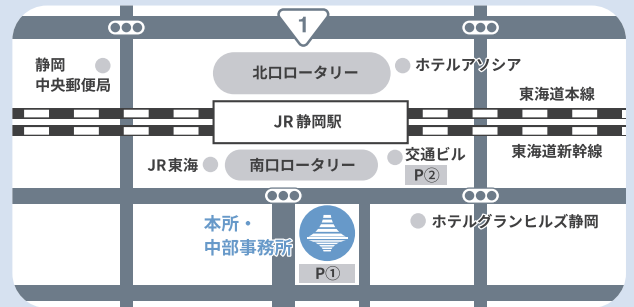 1
静岡
中央郵便局
北口ロータリー
ホテルアソシア
東海道本線
JR静岡駅
東海道新幹線
JR東海
南口ロータリー
交通ビル
P②
本所・
中部事務所
ホテルグランヒルズ静岡
P①